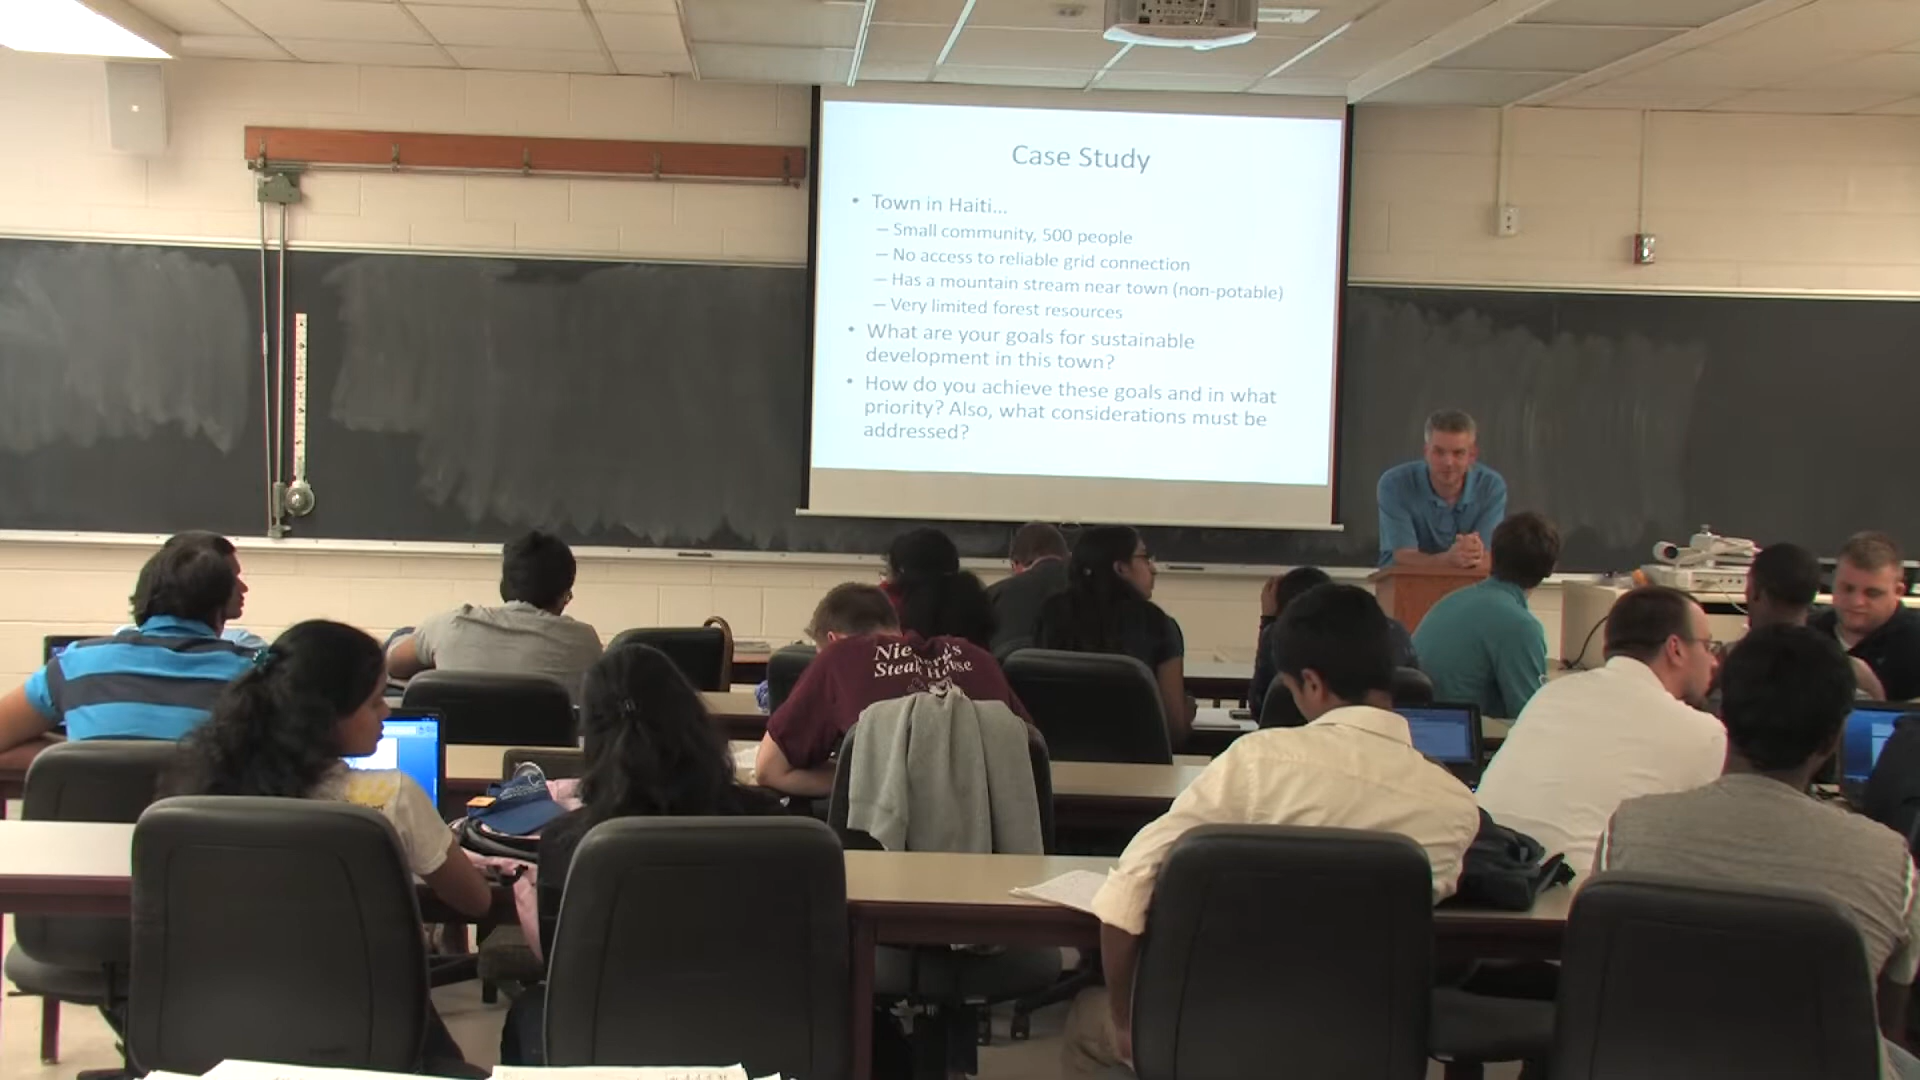 Case Study
• Town in Haiti...
– Small community, 500 people
– No access to reliable grid connection
– Has a mountain stream near town (non-potable)
– Very limited forest resources
• What are your goals for sustainable
development in this town?
• How do you achieve these goals and in what
priority? Also, what considerations must be
addressed?
Steak House